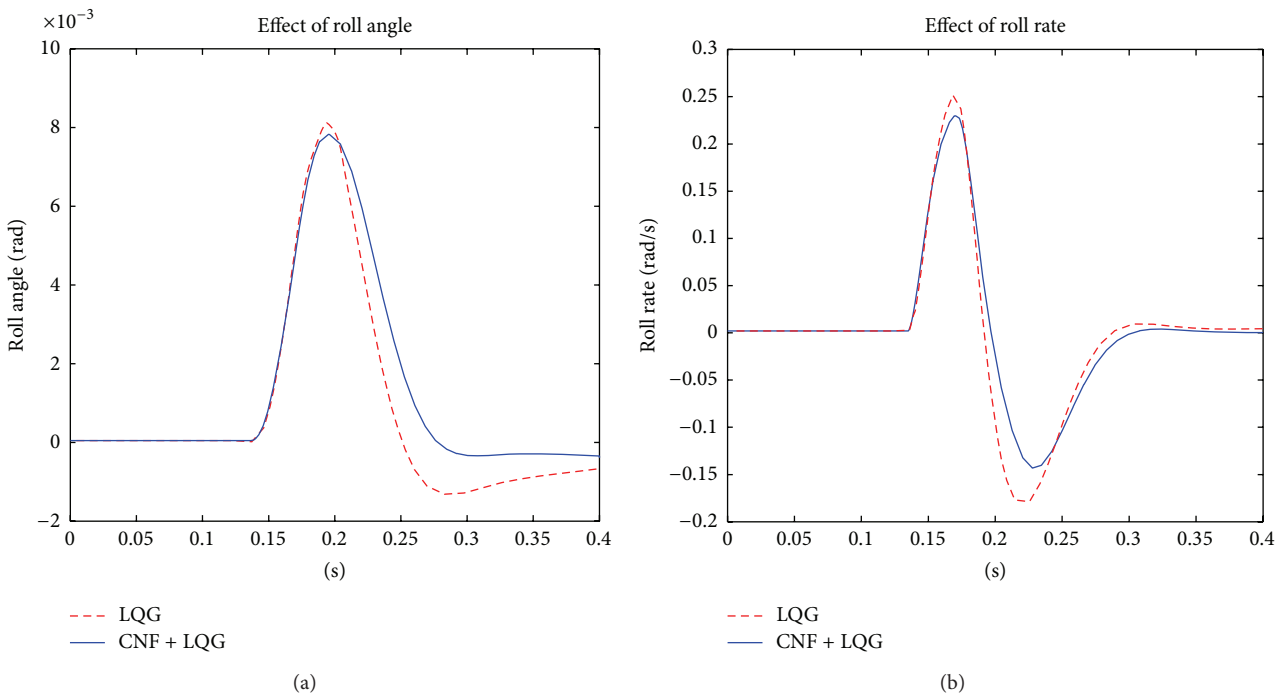 Effect of roll angle
×10⁻³
10
8
6
4
2
0
−2
Roll angle (rad)
0 0.05 0.1 0.15 0.2 0.25 0.3 0.35 0.4
(s)
LQG
CNF + LQG
(a)
Effect of roll rate
0.3
0.25
0.2
0.15
0.1
0.05
0
−0.05
−0.1
−0.15
−0.2
Roll rate (rad/s)
0 0.05 0.1 0.15 0.2 0.25 0.3 0.35 0.4
(s)
LQG
CNF + LQG
(b)